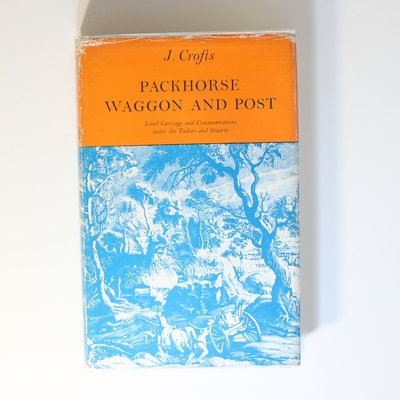 J. Crofts
PACKHORSE
WAGGON AND POST
Land Carriage and Communications
under the Tudors and Stuarts